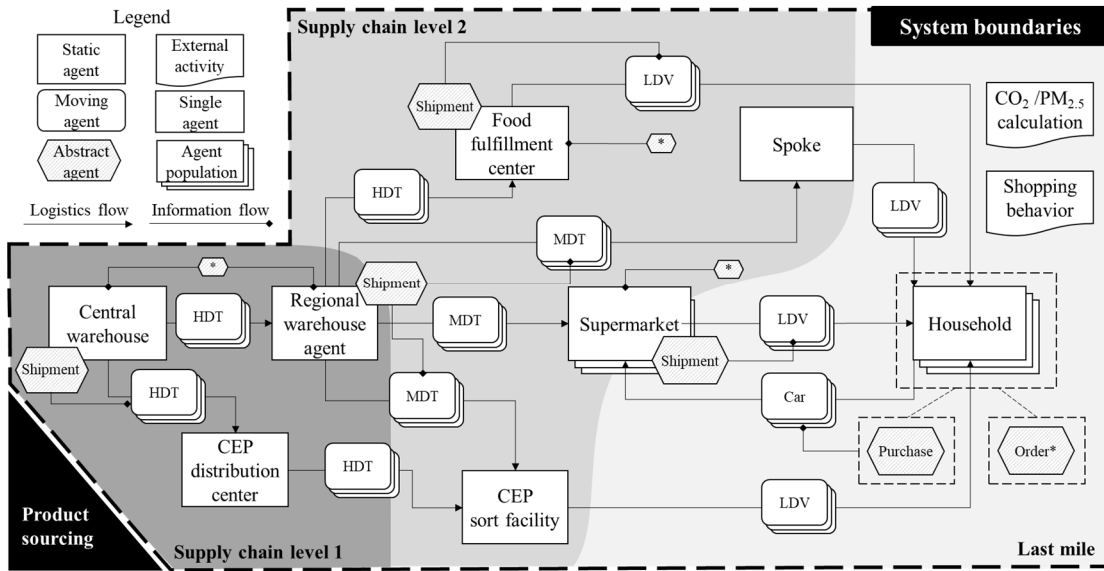 Legend
Static
agent
External
activity
Moving
agent
Single
agent
Abstract
agent
Agent
population
Logistics flow
Information flow
Supply chain level 2
System boundaries
Shipment
LDV
Food
fulfillment
center
*
Spoke
CO2 /PM2.5
calculation
Shopping
behavior
HDT
LDV
MDT
*
Shipment
*
Central
warehouse
HDT
Regional
warehouse
agent
MDT
Supermarket
LDV
Household
Shipment
Shipment
HDT
MDT
Car
CEP
distribution
center
HDT
Purchase
Order*
CEP
sort facility
LDV
Product
sourcing
Supply chain level 1
Last mile